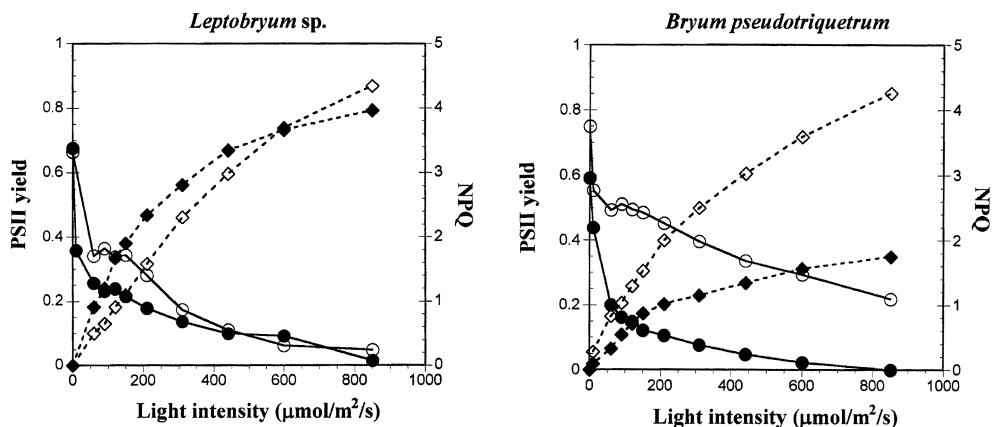 Leptobryum sp.
1
0.8
0.6
0.4
0.2
0
PSII yield
5
4
3
2
1
0
NPQ
0 200 400 600 800 1000
Light intensity (μmol/m²/s)
Bryum pseudotriquetrum
1
0.8
0.6
0.4
0.2
0
PSII yield
5
4
3
2
1
0
NPQ
0 200 400 600 800 1000
Light intensity (μmol/m²/s)